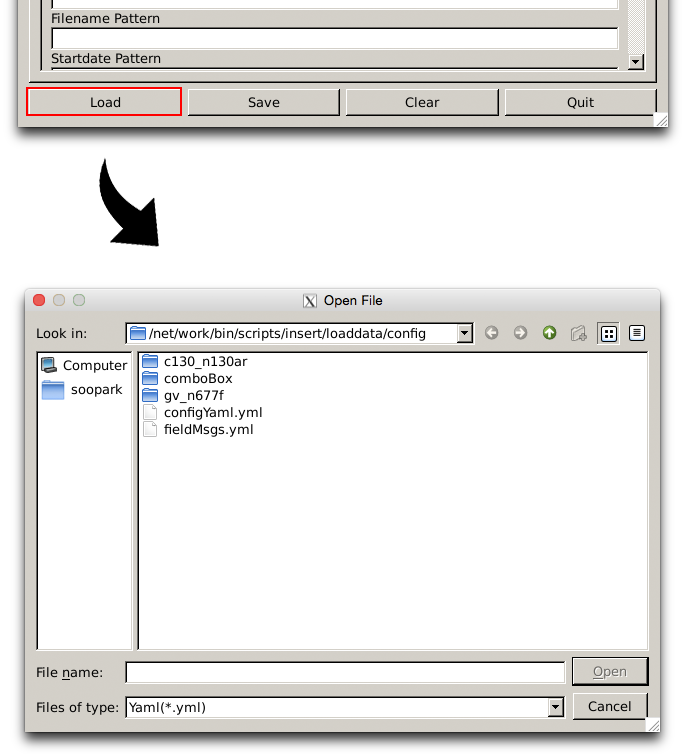 Filename Pattern
Startdate Pattern
Load Save Clear Quit
Open File
Look in: /net/work/bin/scripts/insert/loaddata/config
Computer
soopark
c130_n130ar
comboBox
gv_n677f
configYaml.yml
fieldMsgs.yml
File name: Open
Files of type: Yaml(*.yml) Cancel